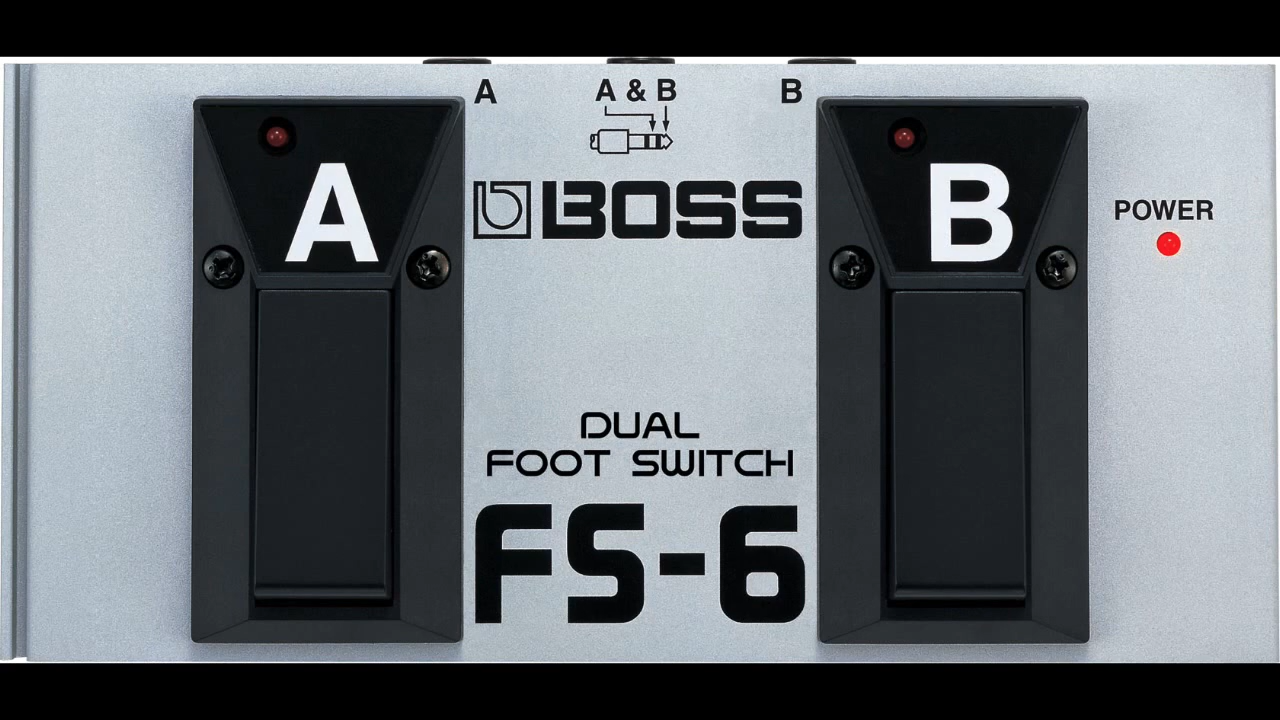 A
A & B
B
A
BOSS
B
POWER
DUAL
FOOT SWITCH
FS-6